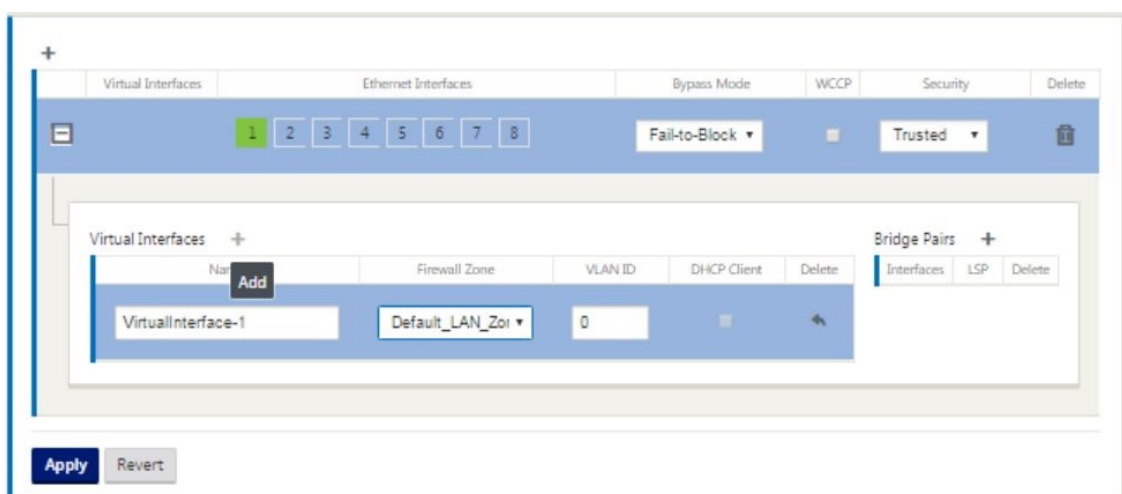 +
Virtual Interfaces Ethernet Interfaces Bypass Mode WCCP Security Delete
1 2 3 4 5 6 7 8 Fail-to-Block Trusted
Virtual Interfaces + Bridge Pairs +
Nar Firewall Zone VLAN ID DHCP Client Delete Interfaces LSP Delete
Add
VirtualInterface-1 Default_LAN_Zor 0
Apply Revert